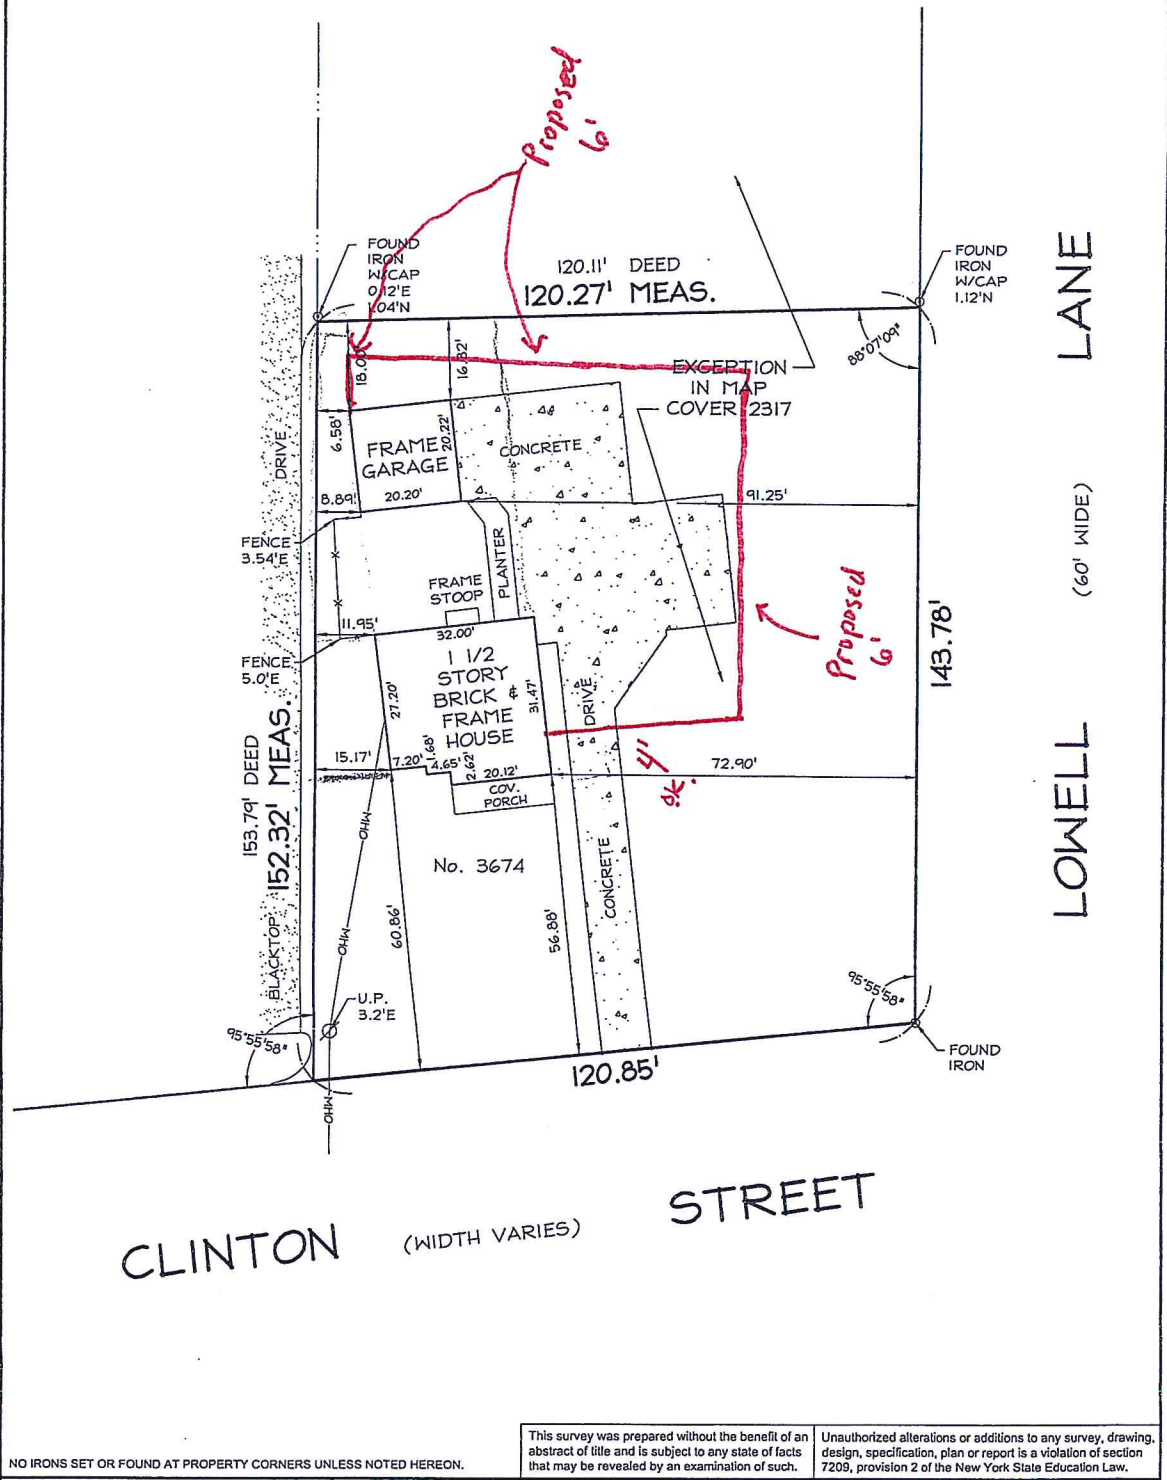 Proposed
6'
FOUND
IRON
W/CAP
0.12'E
1.04'N
120.11' DEED
120.27' MEAS.
FOUND
IRON
W/CAP
1.12'N
88°07'09"
LANE
18.00'
16.32'
EXCEPTION
IN MAP
COVER 2317
6.58'
FRAME
GARAGE
20.22'
CONCRETE
DRIVE
8.89'
20.20'
91.25'
(60' WIDE)
FENCE
3.54'E
PLANTER
FRAME
STOOP
Proposed
6'
11.95'
32.00'
143.78'
FENCE
5.0'E
1 1/2
STORY
BRICK &
FRAME
HOUSE
27.20'
31.47'
DRIVE
153.79' DEED
152.32' MEAS.
15.17'
7.20'
1.68'
4.65'
2.62'
20.12'
4'
ok.
72.90'
LOWELL
COV.
PORCH
OHW
No. 3674
CONCRETE
60.86'
56.88'
OHW
BLACKTOP
U.P.
3.2'E
95°55'58"
95°55'58"
FOUND
IRON
120.85'
OHW
CLINTON (WIDTH VARIES) STREET
NO IRONS SET OR FOUND AT PROPERTY CORNERS UNLESS NOTED HEREON.
This survey was prepared without the benefit of an
abstract of title and is subject to any state of facts
that may be revealed by an examination of such.
Unauthorized alterations or additions to any survey, drawing,
design, specification, plan or report is a violation of section
7209, provision 2 of the New York State Education Law.